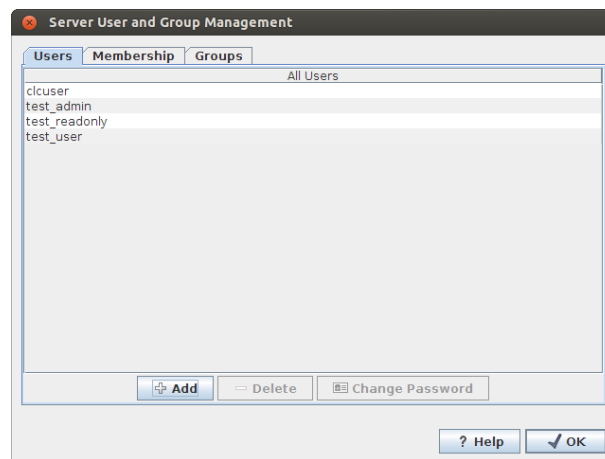 Server User and Group Management
Users Membership Groups
All Users
clcuser
test_admin
test_readonly
test_user
Add Delete Change Password
? Help OK